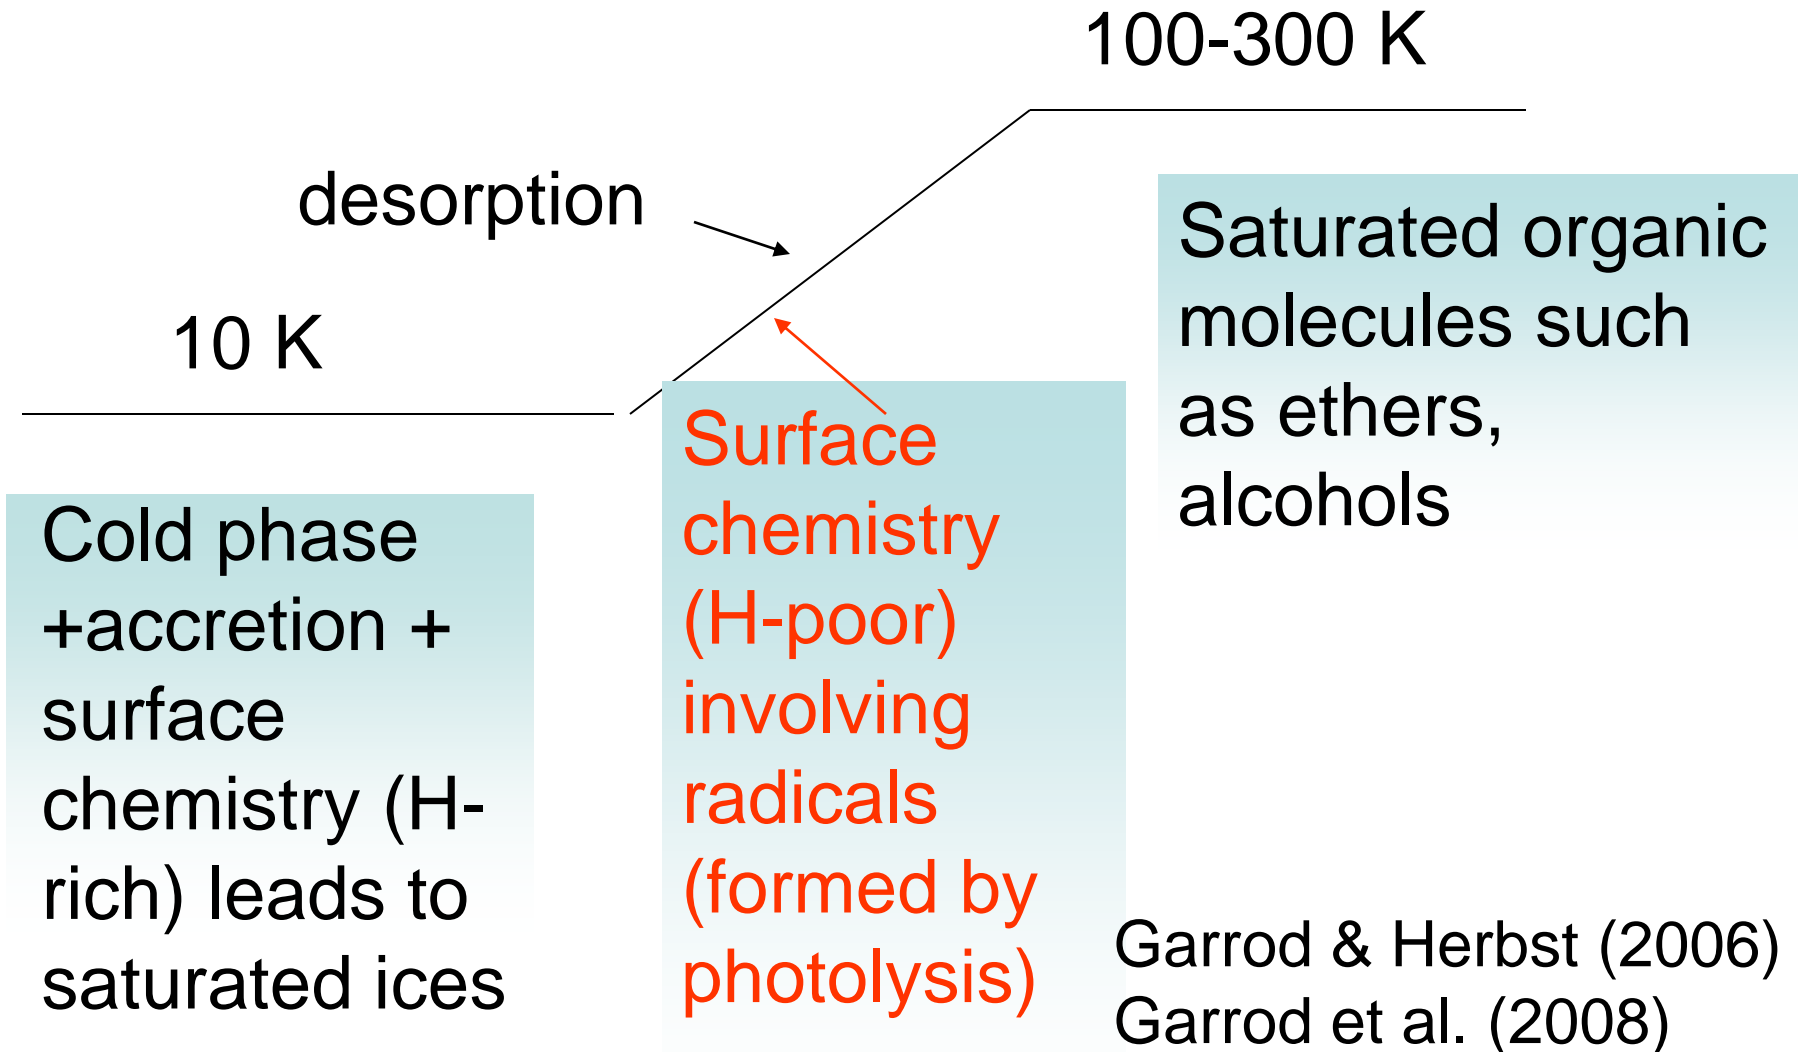 100-300 K
desorption
10 K
Saturated organic
molecules such
as ethers,
alcohols
Surface
chemistry
(H-poor)
involving
radicals
(formed by
photolysis)
Cold phase
+accretion +
surface
chemistry (H-
rich) leads to
saturated ices
Garrod & Herbst (2006)
Garrod et al. (2008)